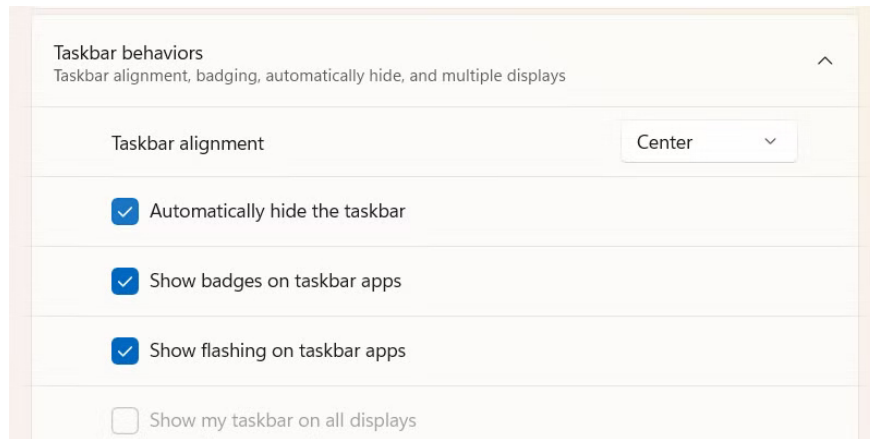 Taskbar behaviors
Taskbar alignment, badging, automatically hide, and multiple displays
Taskbar alignment
Center
Automatically hide the taskbar
Show badges on taskbar apps
Show flashing on taskbar apps
Show my taskbar on all displays